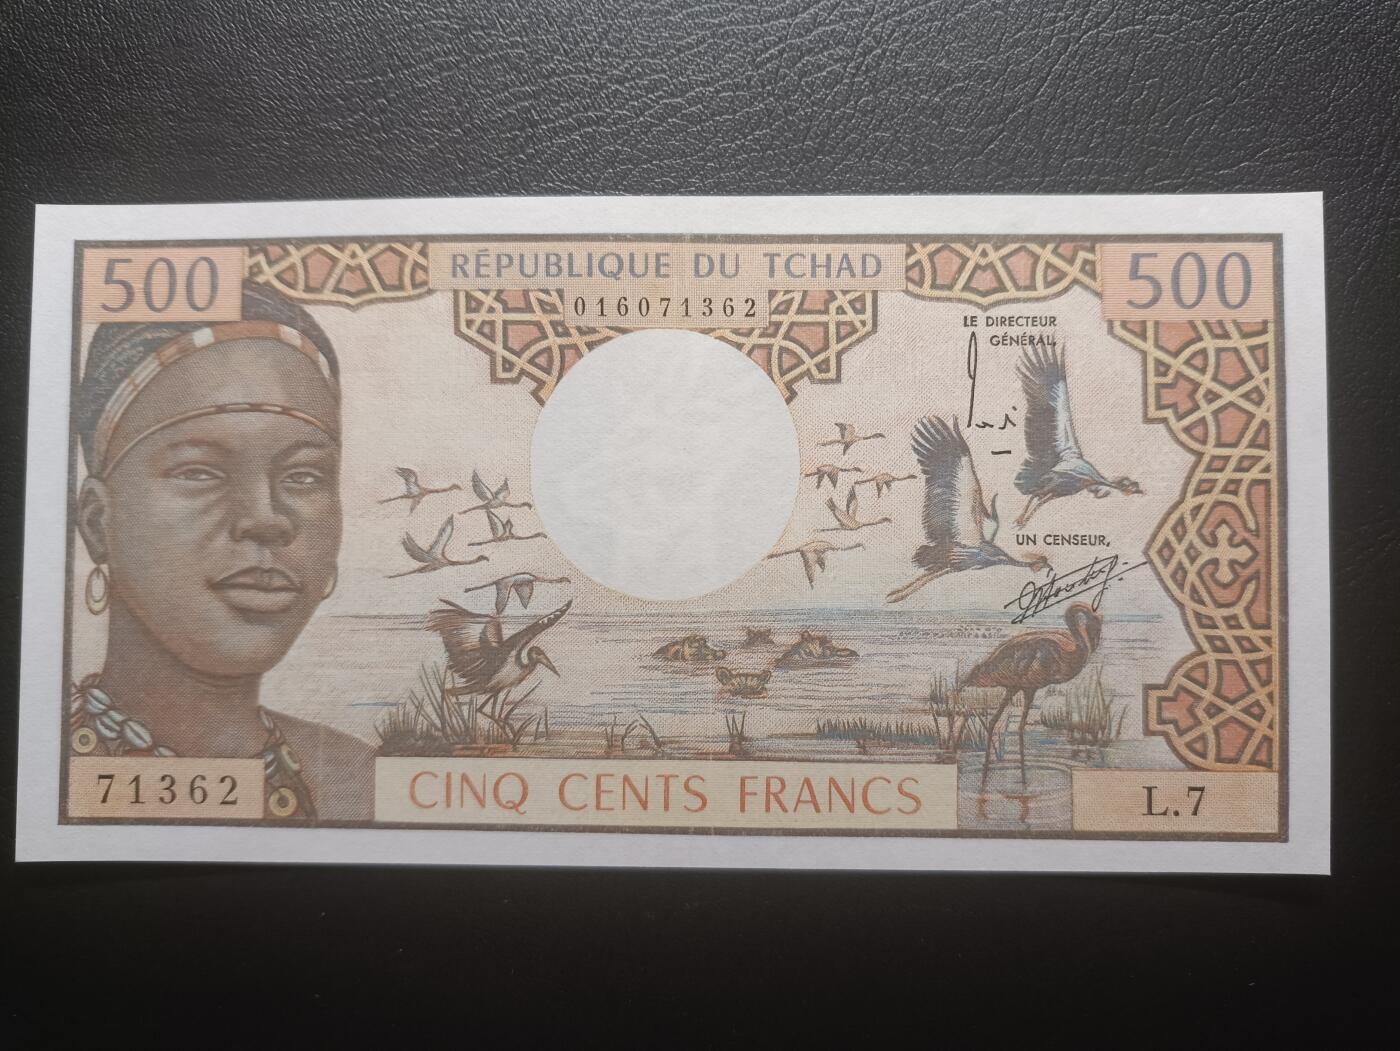 500
RÉPUBLIQUE DU TCHAD
500
016071362
LE DIRECTEUR
GÉNÉRAL,
UN CENSEUR,
71362
CINQ CENTS FRANCS
L.7